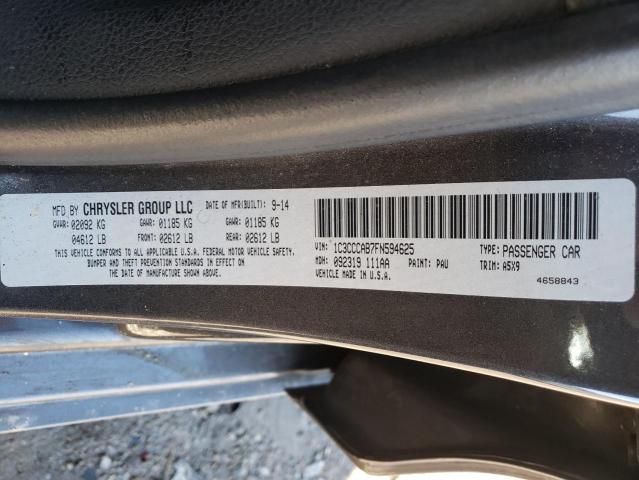 MFD BY CHRYSLER GROUP LLC DATE OF MFR(BUILT): 9-14
GVWR: 02092 KG GAWR: 01185 KG GAWR: 01185 KG
04612 LB FRONT: 02612 LB REAR: 02612 LB
THIS VEHICLE CONFORMS TO ALL APPLICABLE U.S.A. FEDERAL MOTOR VEHICLE SAFETY,
BUMPER AND THEFT PREVENTION STANDARDS IN EFFECT ON
THE DATE OF MANUFACTURE SHOWN ABOVE.
VIN: 1C3CCCAB7FN594625 TYPE: PASSENGER CAR
MDH: 092319 111AA PAINT: PAU TRIM: A5X9
VEHICLE MADE IN U.S.A. 4658843